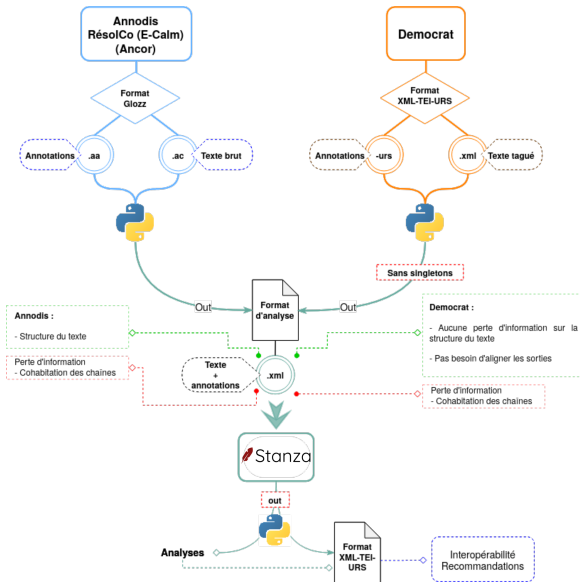 Annodis
RésolCo (E-Calm)
(Ancor)
Democrat
Format
Glozz
Format
XML-TEI-URS
Annotations
.aa
.ac
Texte brut
Annotations
-urs
.xml
Texte tagué
Sans singletons
Out
Format
d'analyse
Out
Annodis :
- Structure du texte
Democrat :
- Aucune perte d'information sur la
structure du texte
- Pas besoin d'aligner les sorties
Perte d'information
- Cohabitation des chaines
Texte
+
annotations
.xml
Perte d'information
- Cohabitation des chaines
Stanza
out
Analyses
Format
XML-TEI-
URS
Interopérabilité
Recommandations